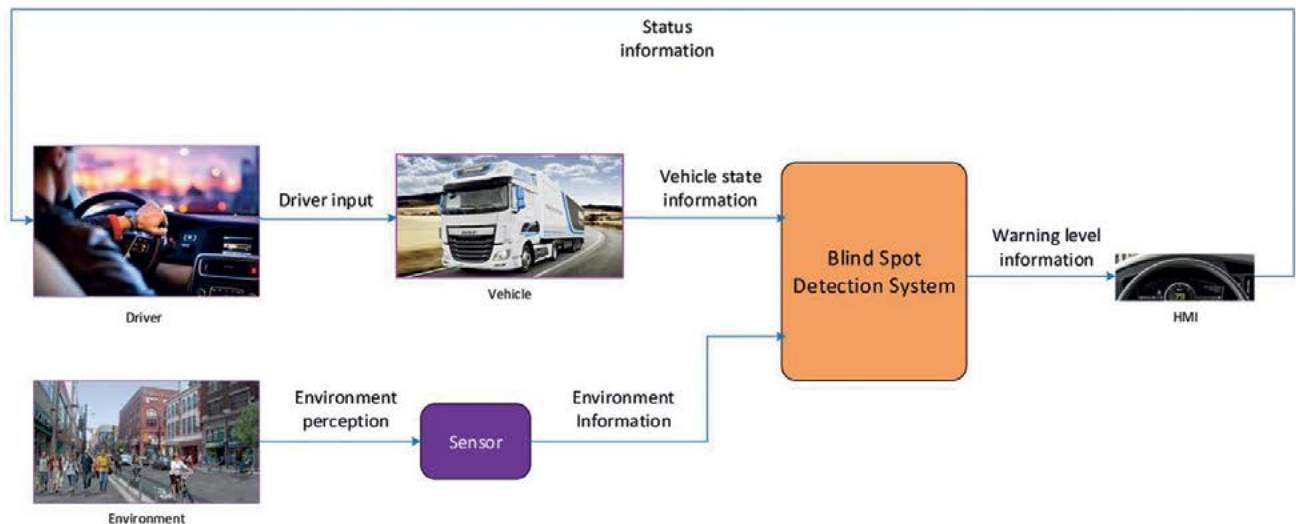 Status
information
Driver input
Vehicle state
information
Blind Spot
Detection System
Warning level
information
Driver
Vehicle
HMI
Environment
perception
Sensor
Environment
Information
Environment